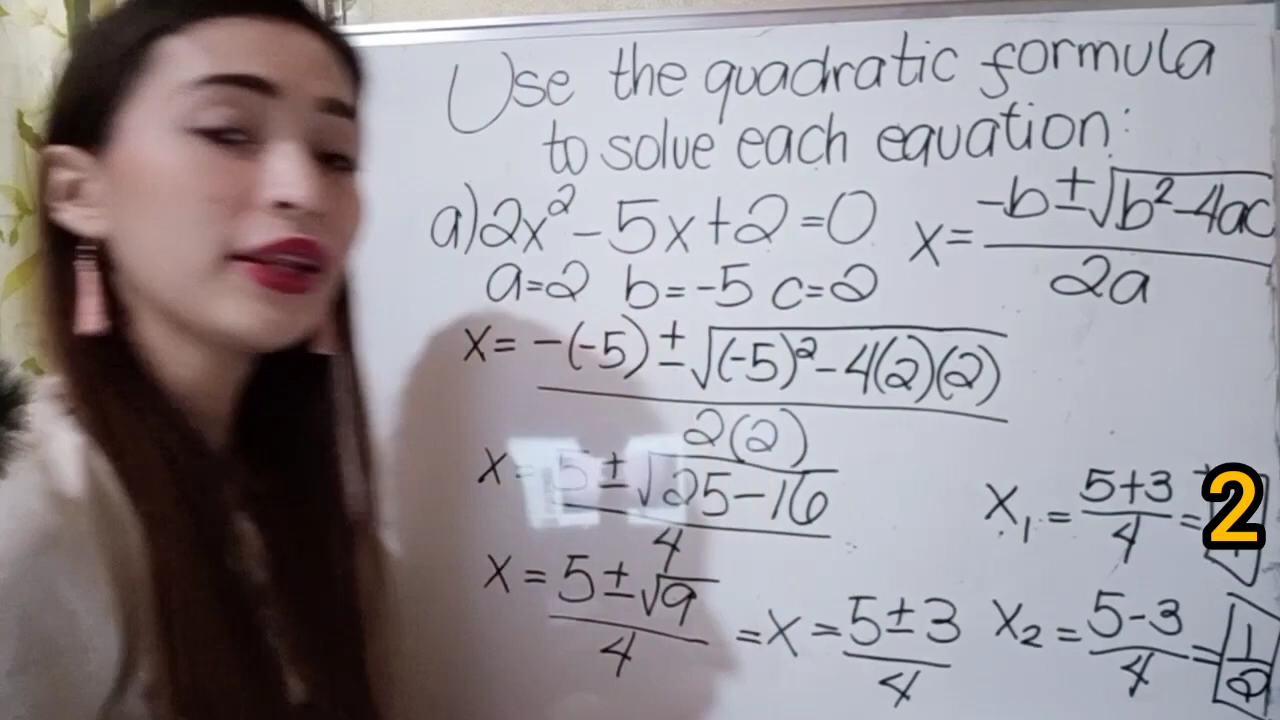 Use the quadratic formula
to solve each equation:
a) 2x² - 5x + 2 = 0
x = (-b ± √(b² - 4ac)) / 2a
a = 2 b = -5 c = 2
x = (-(-5) ± √((-5)² - 4(2)(2))) / 2(2)
x = (5 ± √(25 - 16)) / 4
x = (5 ± √9) / 4 = x = (5 ± 3) / 4
x₁ = (5 + 3) / 4 = 2
x₂ = (5 - 3) / 4 = 1/2